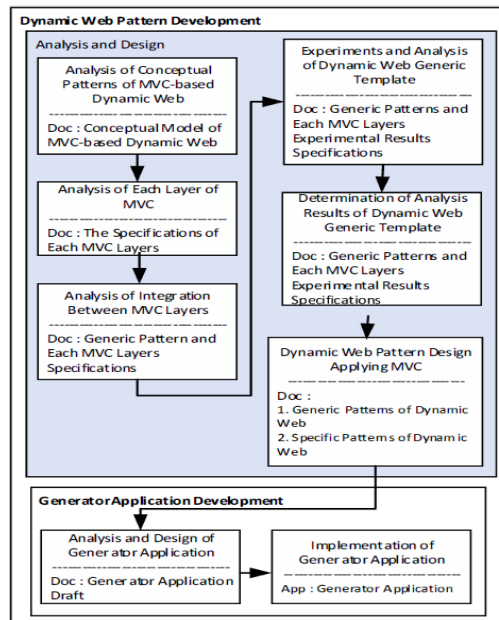 Dynamic Web Pattern Development
Analysis and Design
Analysis of Conceptual
Patterns of MVC-based
Dynamic Web
Doc : Conceptual Model of
MVC-based Dynamic Web
Analysis of Each Layer of
MVC
Doc : The Specifications of
Each MVC Layers
Analysis of Integration
Between MVC Layers
Doc : Generic Pattern and
Each MVC Layers
Specifications
Experiments and Analysis
of Dynamic Web Generic
Template
Doc : Generic Patterns and
Each MVC Layers
Experimental Results
Specifications
Determination of Analysis
Results of Dynamic Web
Generic Template
Doc : Generic Patterns and
Each MVC Layers
Experimental Results
Specifications
Dynamic Web Pattern Design
Applying MVC
Doc :
1. Generic Patterns of Dynamic
Web
2. Specific Patterns of Dynamic
Web
Generator Application Development
Analysis and Design of
Generator Application
Doc : Generator Application
Draft
Implementation of
Generator Application
App : Generator Application